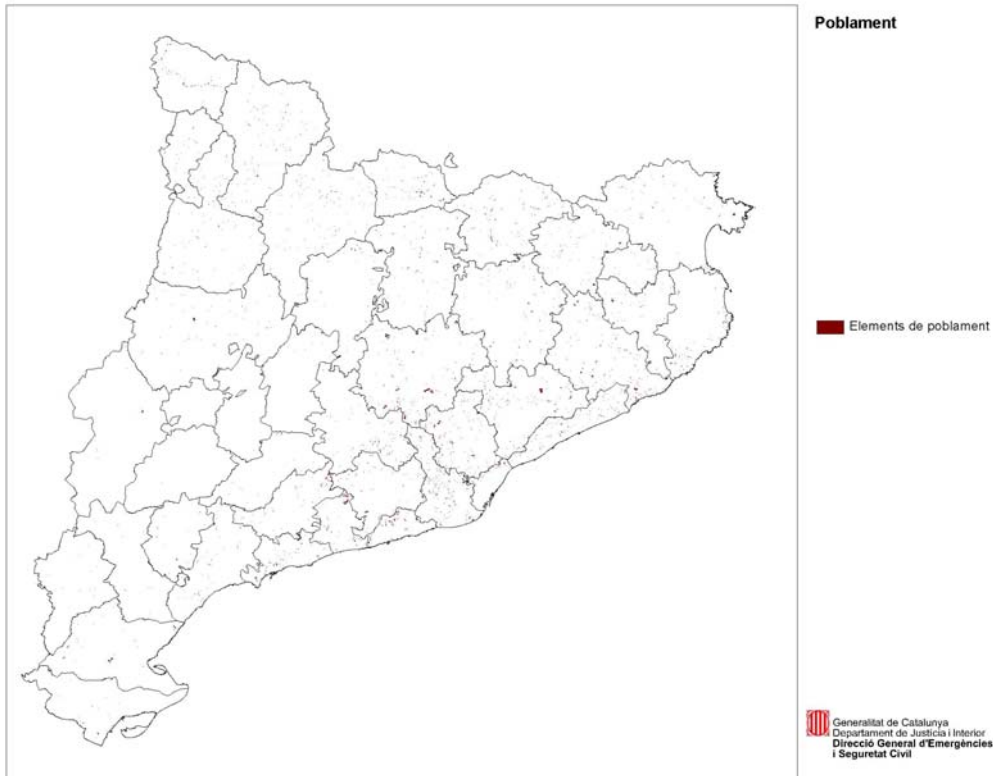 Poblament
Elements de poblament
Generalitat de Catalunya
Departament de Justícia i Interior
Direcció General d'Emergències
i Seguretat Civil